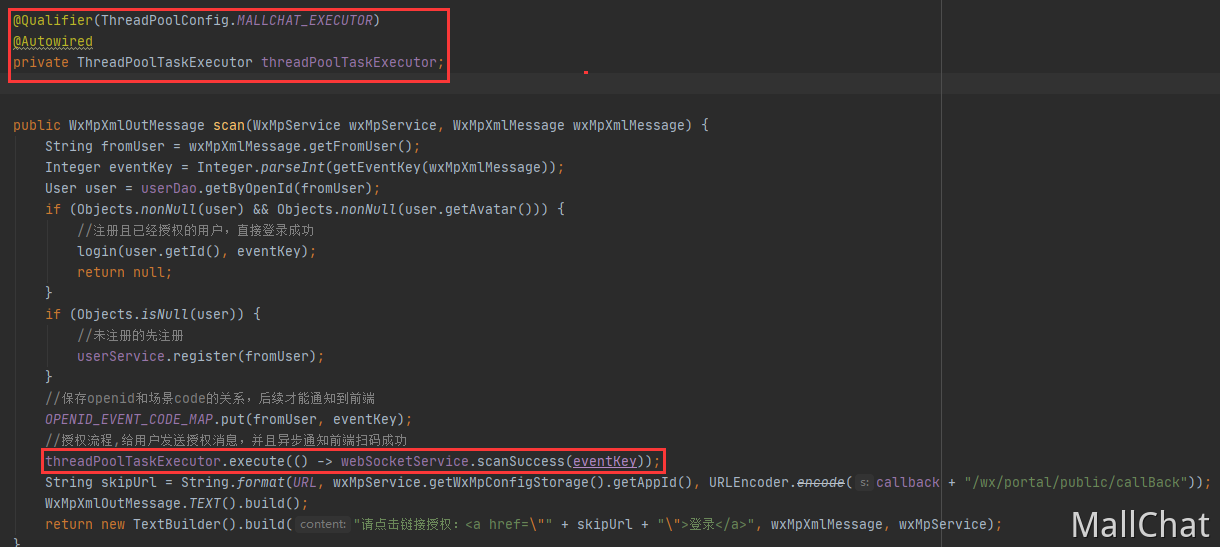 @Qualifier(ThreadPoolConfig.MALLCHAT_EXECUTOR)
@Autowired
private ThreadPoolTaskExecutor threadPoolTaskExecutor;
public WxMpXmlOutMessage scan(WxMpService wxMpService, WxMpXmlMessage wxMpXmlMessage) {
String fromUser = wxMpXmlMessage.getFromUser();
Integer eventKey = Integer.parseInt(getEventKey(wxMpXmlMessage));
User user = userDao.getByOpenId(fromUser);
if (Objects.nonNull(user) && Objects.nonNull(user.getAvatar())) {
//注册且已经授权的用户，直接登录成功
login(user.getId(), eventKey);
return null;
}
if (Objects.isNull(user)) {
//未注册的先注册
userService.register(fromUser);
}
//保存openid和场景code的关系，后续才能通知到前端
OPENID_EVENT_CODE_MAP.put(fromUser, eventKey);
//授权流程,给用户发送授权消息，并且异步通知前端扫码成功
threadPoolTaskExecutor.execute(() -> webSocketService.scanSuccess(eventKey));
String skipUrl = String.format(URL, wxMpService.getWxMpConfigStorage().getAppId(), URLEncoder.encode( s: callback + "/wx/portal/public/callBack"));
WxMpXmlOutMessage.TEXT().build();
return new TextBuilder().build( content: "请点击链接授权：<a href=\"" + skipUrl + "\">登录</a>", wxMpXmlMessage, wxMpService);
}
MallChat